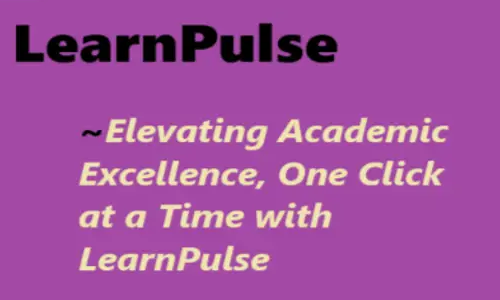 LearnPulse
~Elevating Academic
Excellence, One Click
at a Time with
LearnPulse